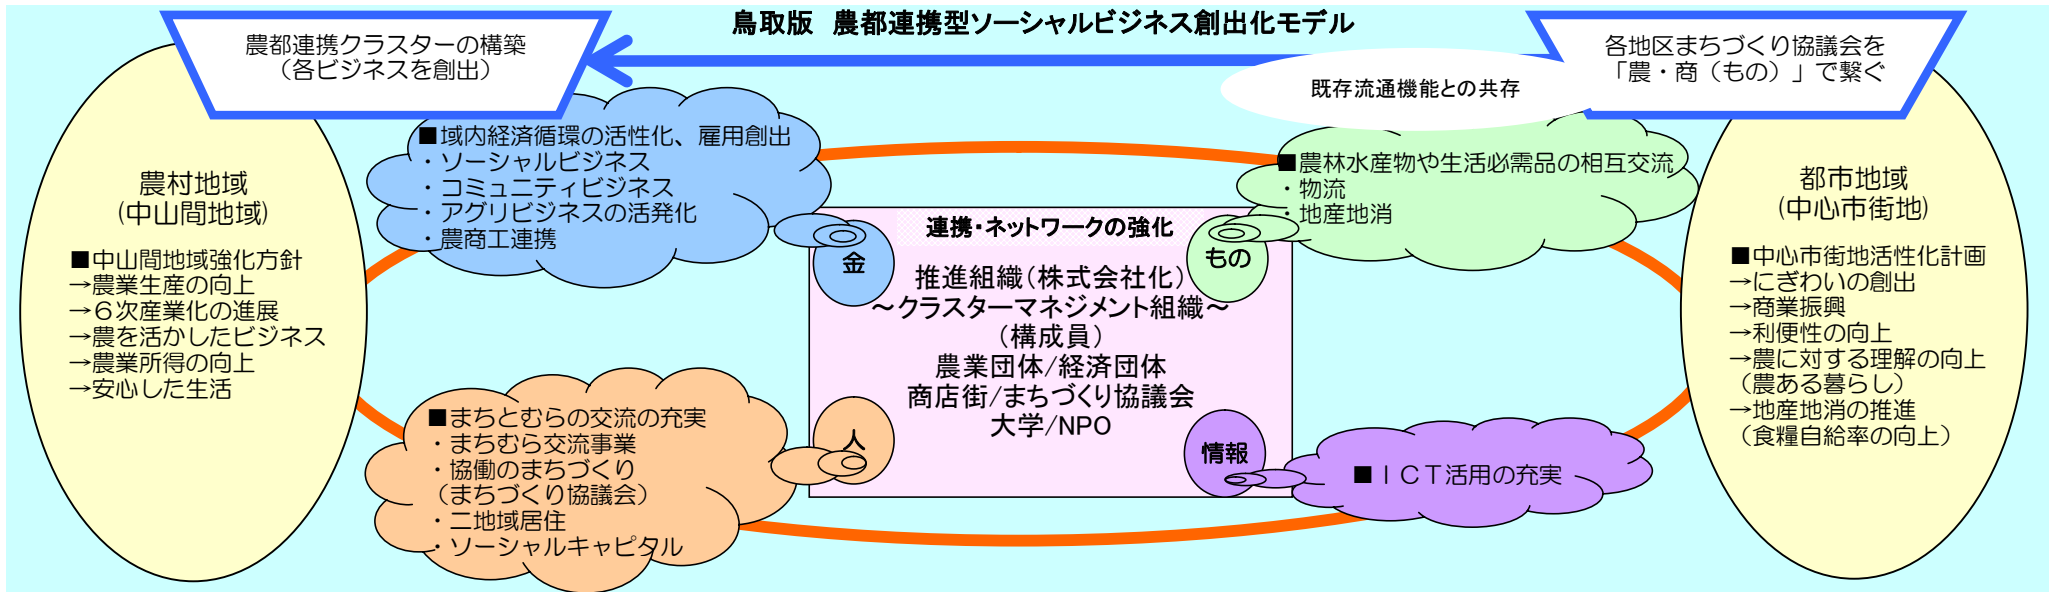 鳥取版 農都連携型ソーシャルビジネス創出化モデル
農都連携クラスターの構築
（各ビジネスを創出）
各地区まちづくり協議会を
「農・商（もの）」で繋ぐ
既存流通機能との共存
農村地域
(中山間地域)
■中山間地域強化方針
→農業生産の向上
→６次産業化の進展
→農を活かしたビジネス
→農業所得の向上
→安心した生活
■域内経済循環の活性化、雇用創出
・ソーシャルビジネス
・コミュニティビジネス
・アグリビジネスの活発化
・農商工連携
■まちとむらの交流の充実
・まちむら交流事業
・協働のまちづくり
（まちづくり協議会）
・二地域居住
・ソーシャルキャピタル
連携・ネットワークの強化
金
もの
推進組織（株式会社化）
～クラスターマネジメント組織～
（構成員）
農業団体/経済団体
商店街/まちづくり協議会
大学/NPO
人
情報
■農林水産物や生活必需品の相互交流
・物流
・地産地消
■ＩＣＴ活用の充実
都市地域
(中心市街地)
■中心市街地活性化計画
→にぎわいの創出
→商業振興
→利便性の向上
→農に対する理解の向上
（農ある暮らし）
→地産地消の推進
（食糧自給率の向上）